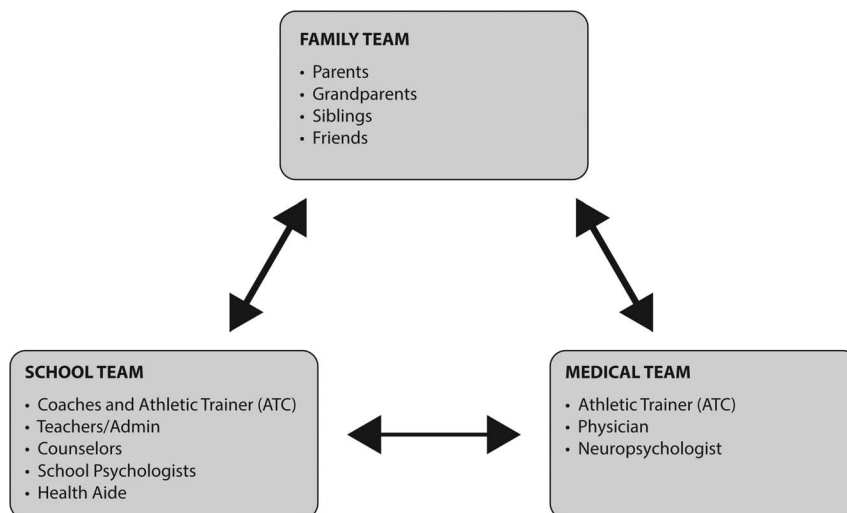 FAMILY TEAM
• Parents
• Grandparents
• Siblings
• Friends
SCHOOL TEAM
• Coaches and Athletic Trainer (ATC)
• Teachers/Admin
• Counselors
• School Psychologists
• Health Aide
MEDICAL TEAM
• Athletic Trainer (ATC)
• Physician
• Neuropsychologist